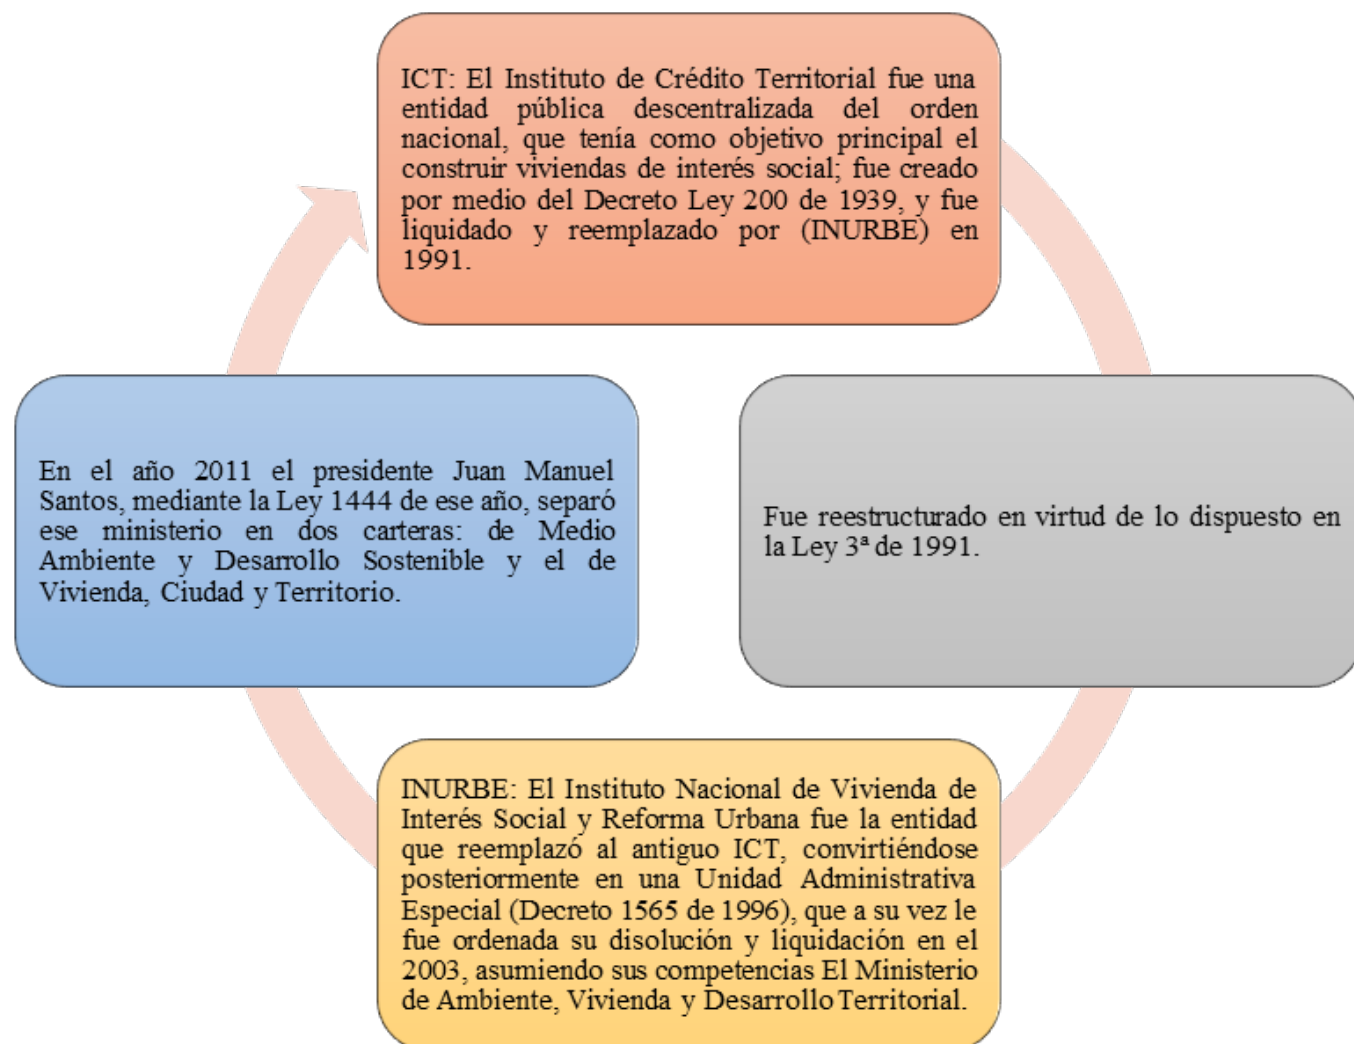 ICT: El Instituto de Crédito Territorial fue una
entidad pública descentralizada del orden
nacional, que tenía como objetivo principal el
construir viviendas de interés social; fue creado
por medio del Decreto Ley 200 de 1939, y fue
liquidado y reemplazado por (INURBE) en
1991.
Fue reestructurado en virtud de lo dispuesto en
la Ley 3ª de 1991.
INURBE: El Instituto Nacional de Vivienda de
Interés Social y Reforma Urbana fue la entidad
que reemplazó al antiguo ICT, convirtiéndose
posteriormente en una Unidad Administrativa
Especial (Decreto 1565 de 1996), que a su vez le
fue ordenada su disolución y liquidación en el
2003, asumiendo sus competencias El Ministerio
de Ambiente, Vivienda y Desarrollo Territorial.
En el año 2011 el presidente Juan Manuel
Santos, mediante la Ley 1444 de ese año, separó
ese ministerio en dos carteras: de Medio
Ambiente y Desarrollo Sostenible y el de
Vivienda, Ciudad y Territorio.